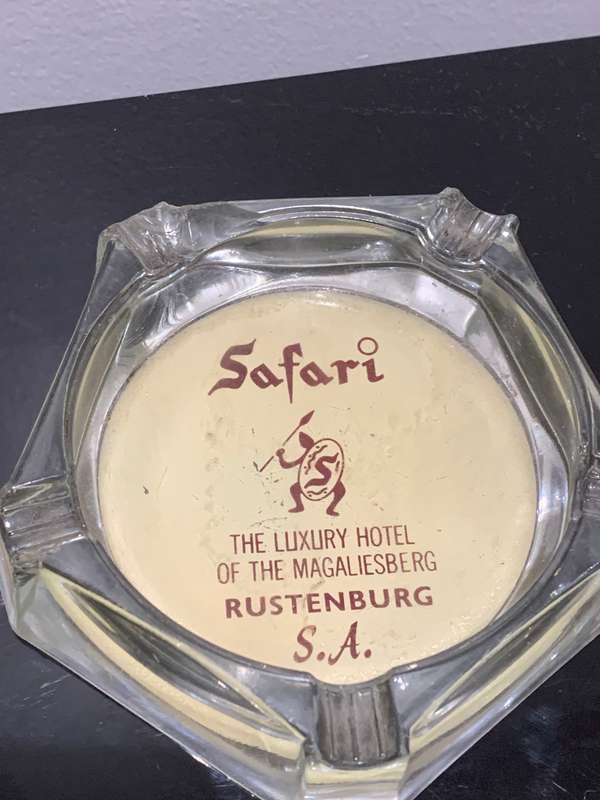 Safari
S
THE LUXURY HOTEL
OF THE MAGALIESBERG
RUSTENBURG
S.A.